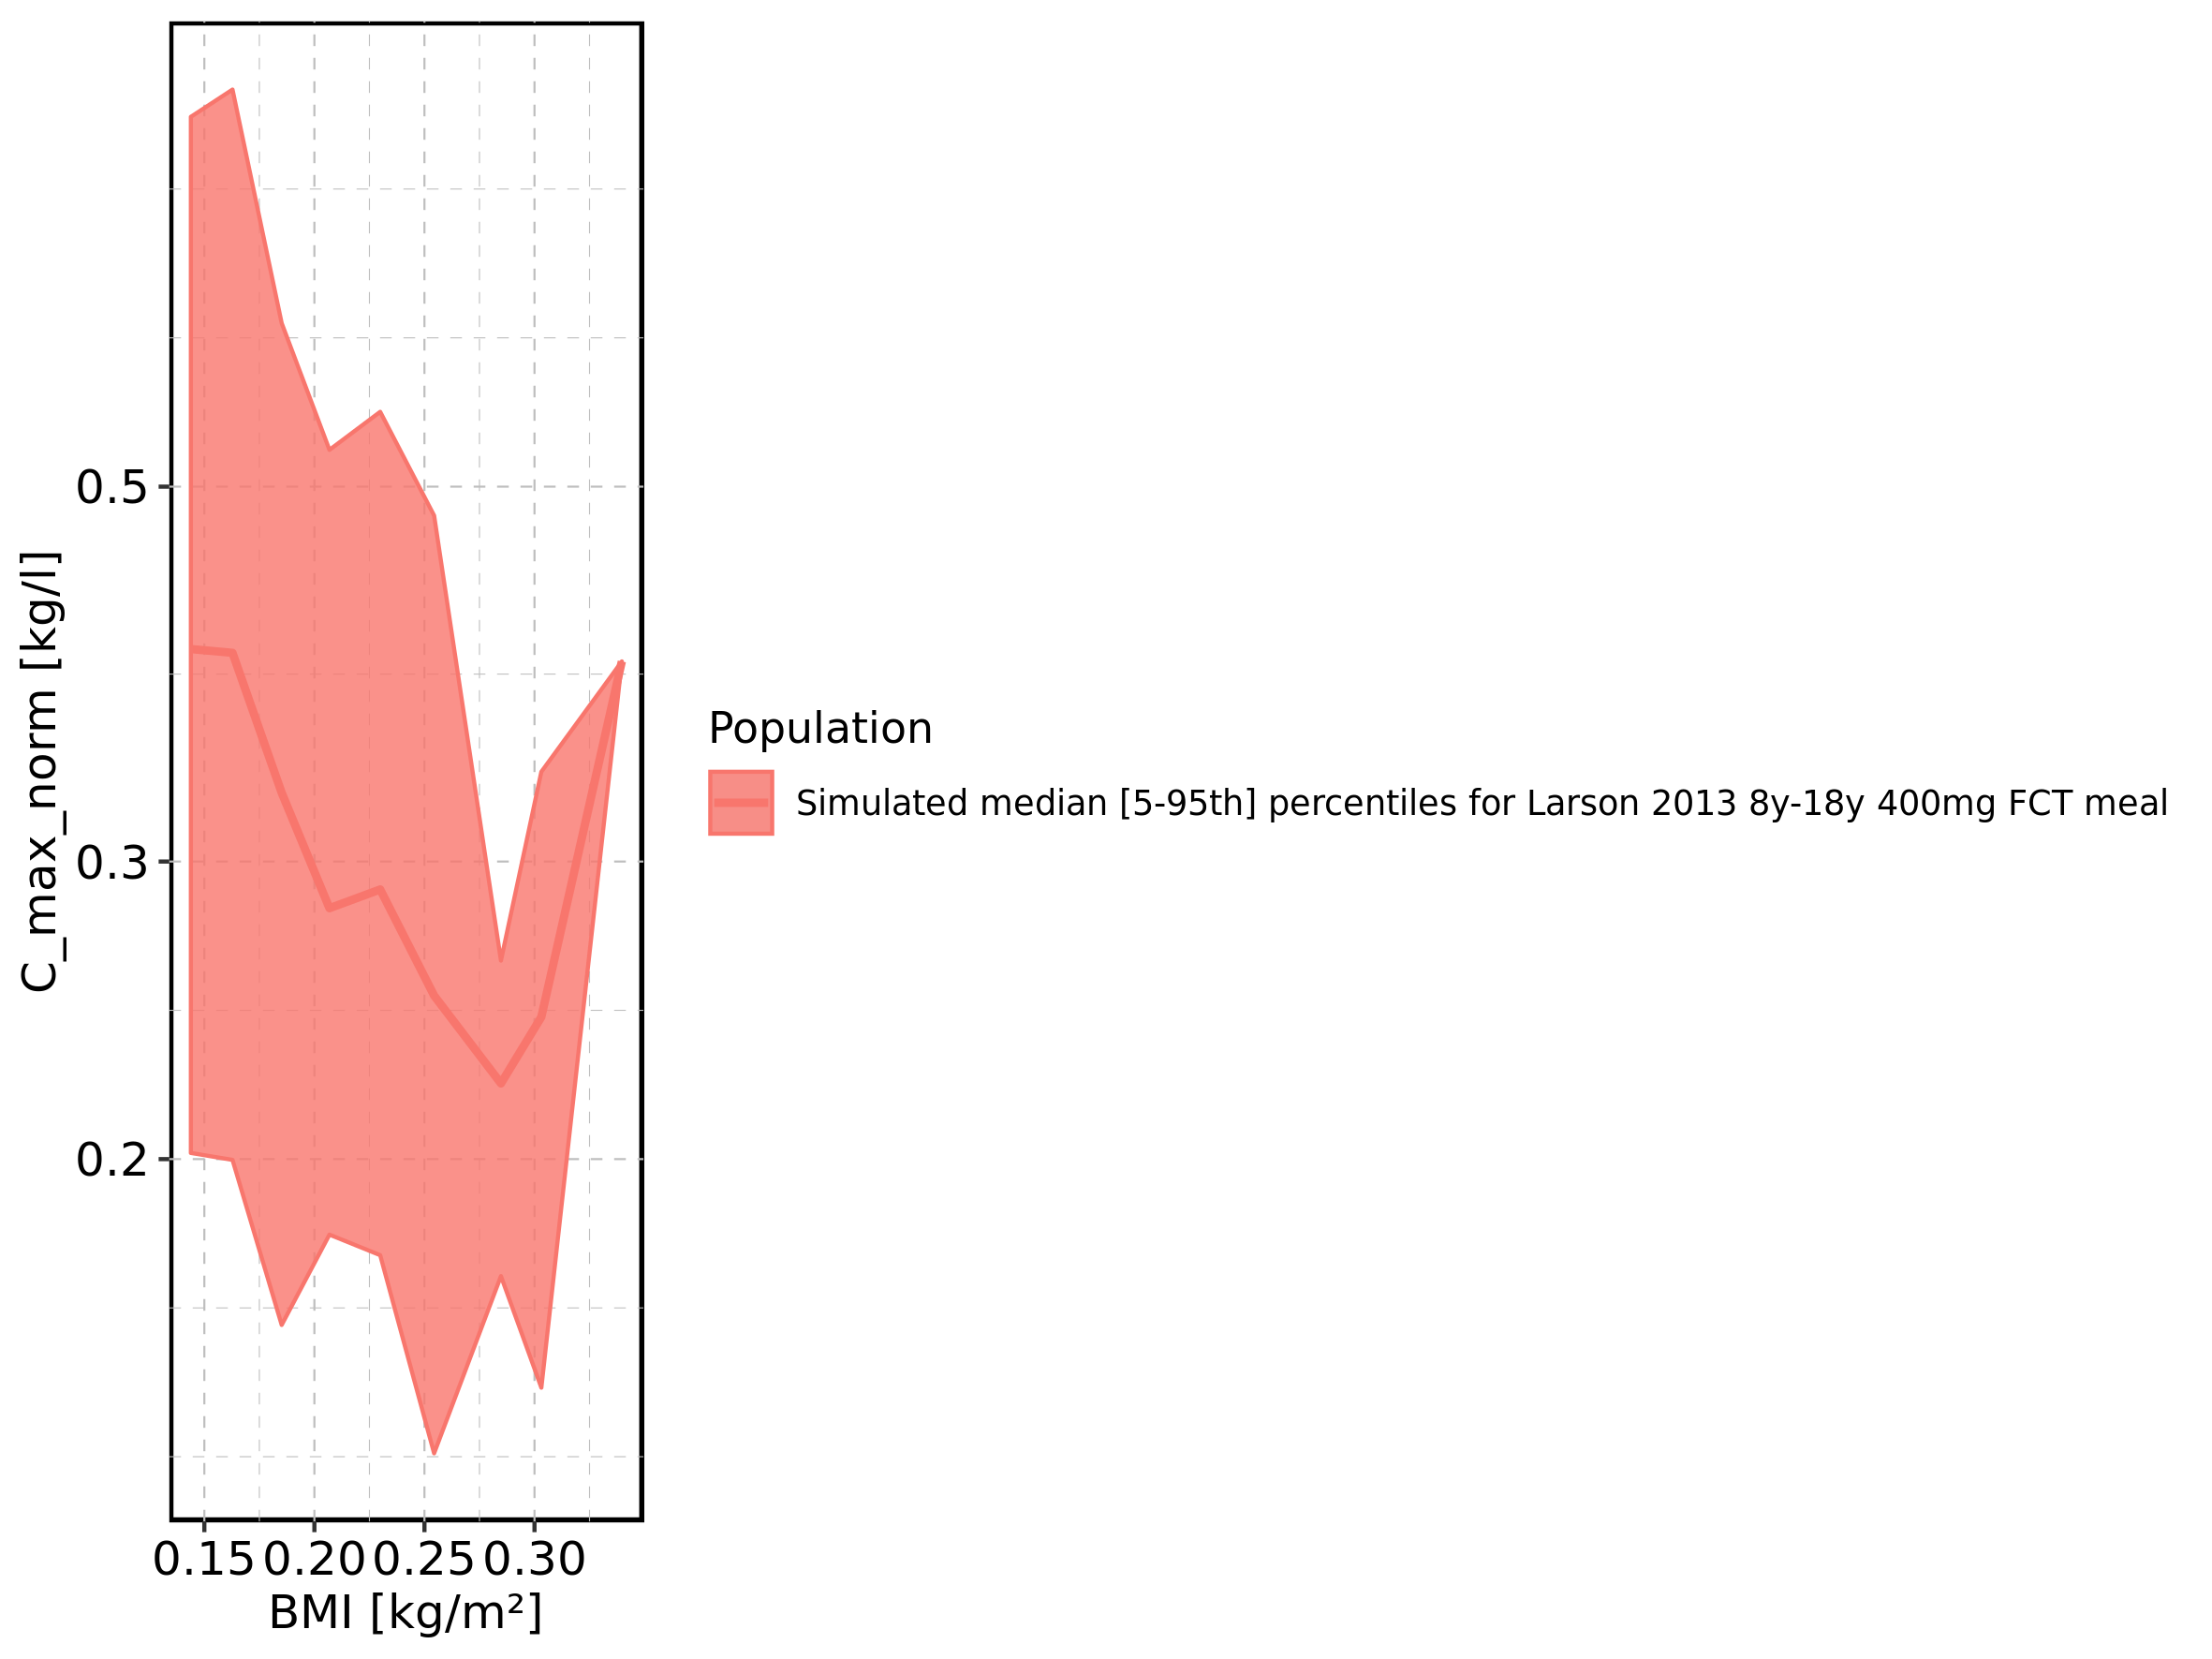 C_max_norm [kg/l]
0.5
0.3
0.2
0.15 0.20 0.25 0.30
BMI [kg/m²]
Population
Simulated median [5-95th] percentiles for Larson 2013 8y-18y 400mg FCT meal